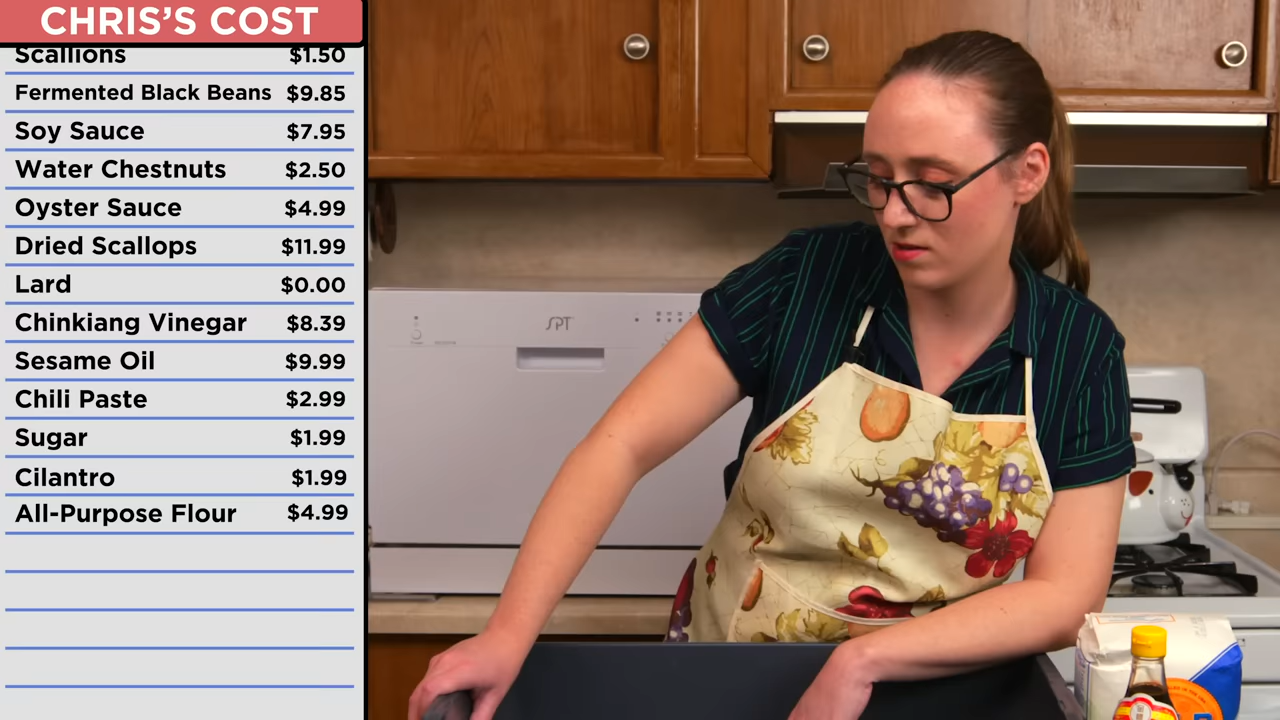 CHRIS'S COST
Scallions $1.50
Fermented Black Beans $9.85
Soy Sauce $7.95
Water Chestnuts $2.50
Oyster Sauce $4.99
Dried Scallops $11.99
Lard $0.00
Chinkiang Vinegar $8.39
Sesame Oil $9.99
Chili Paste $2.99
Sugar $1.99
Cilantro $1.99
All-Purpose Flour $4.99
SPT